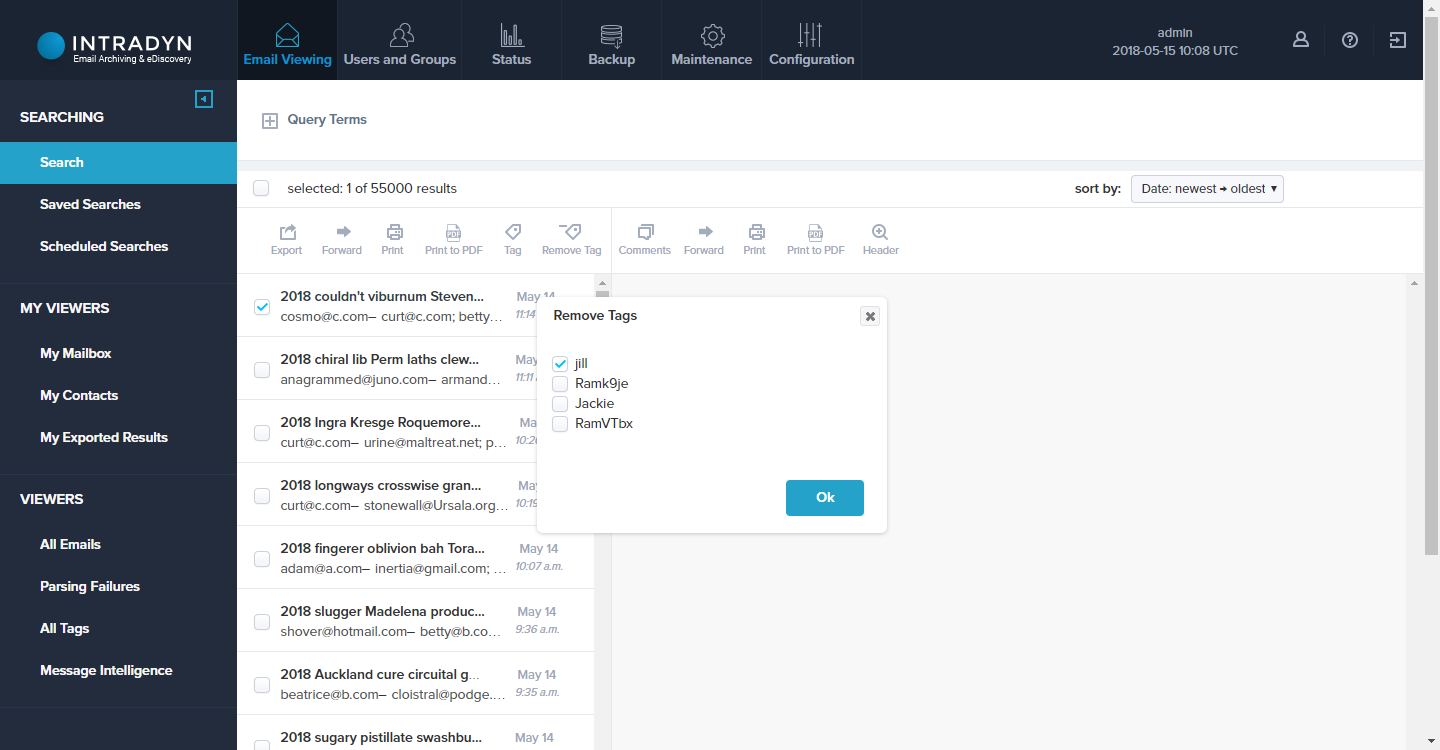 INTRADYN
Email Archiving & eDiscovery
Email Viewing
Users and Groups
Status
Backup
Maintenance
Configuration
admin
2018-05-15 10:08 UTC
SEARCHING
Search
Saved Searches
Scheduled Searches
MY VIEWERS
My Mailbox
My Contacts
My Exported Results
VIEWERS
All Emails
Parsing Failures
All Tags
Message Intelligence
Query Terms
selected: 1 of 55000 results
sort by: Date: newest → oldest
Export Forward Print Print to PDF Tag Remove Tag
Comments Forward Print Print to PDF Header
2018 couldn't viburnum Steven... May 14
cosmo@c.com– curt@c.com; betty... 11:14
2018 chiral lib Perm laths clew... May
anagrammed@juno.com– armand... 11:11
2018 Ingra Kresge Roquemore... Ma
curt@c.com– urine@maltreat.net; p...
2018 longways crosswise gran... May
curt@c.com– stonewall@Ursala.org... 10:19
2018 fingerer oblivion bah Tora... May 14
adam@a.com– inertia@gmail.com; ... 10:07 a.m.
2018 slugger Madelena produc... May 14
shover@hotmail.com– betty@b.co... 9:36 a.m.
2018 Auckland cure circuital g... May 14
beatrice@b.com– cloistral@podge.... 9:35 a.m.
2018 sugary pistillate swashbu... May 14
Remove Tags
jill
Ramk9je
Jackie
RamVTbx
Ok